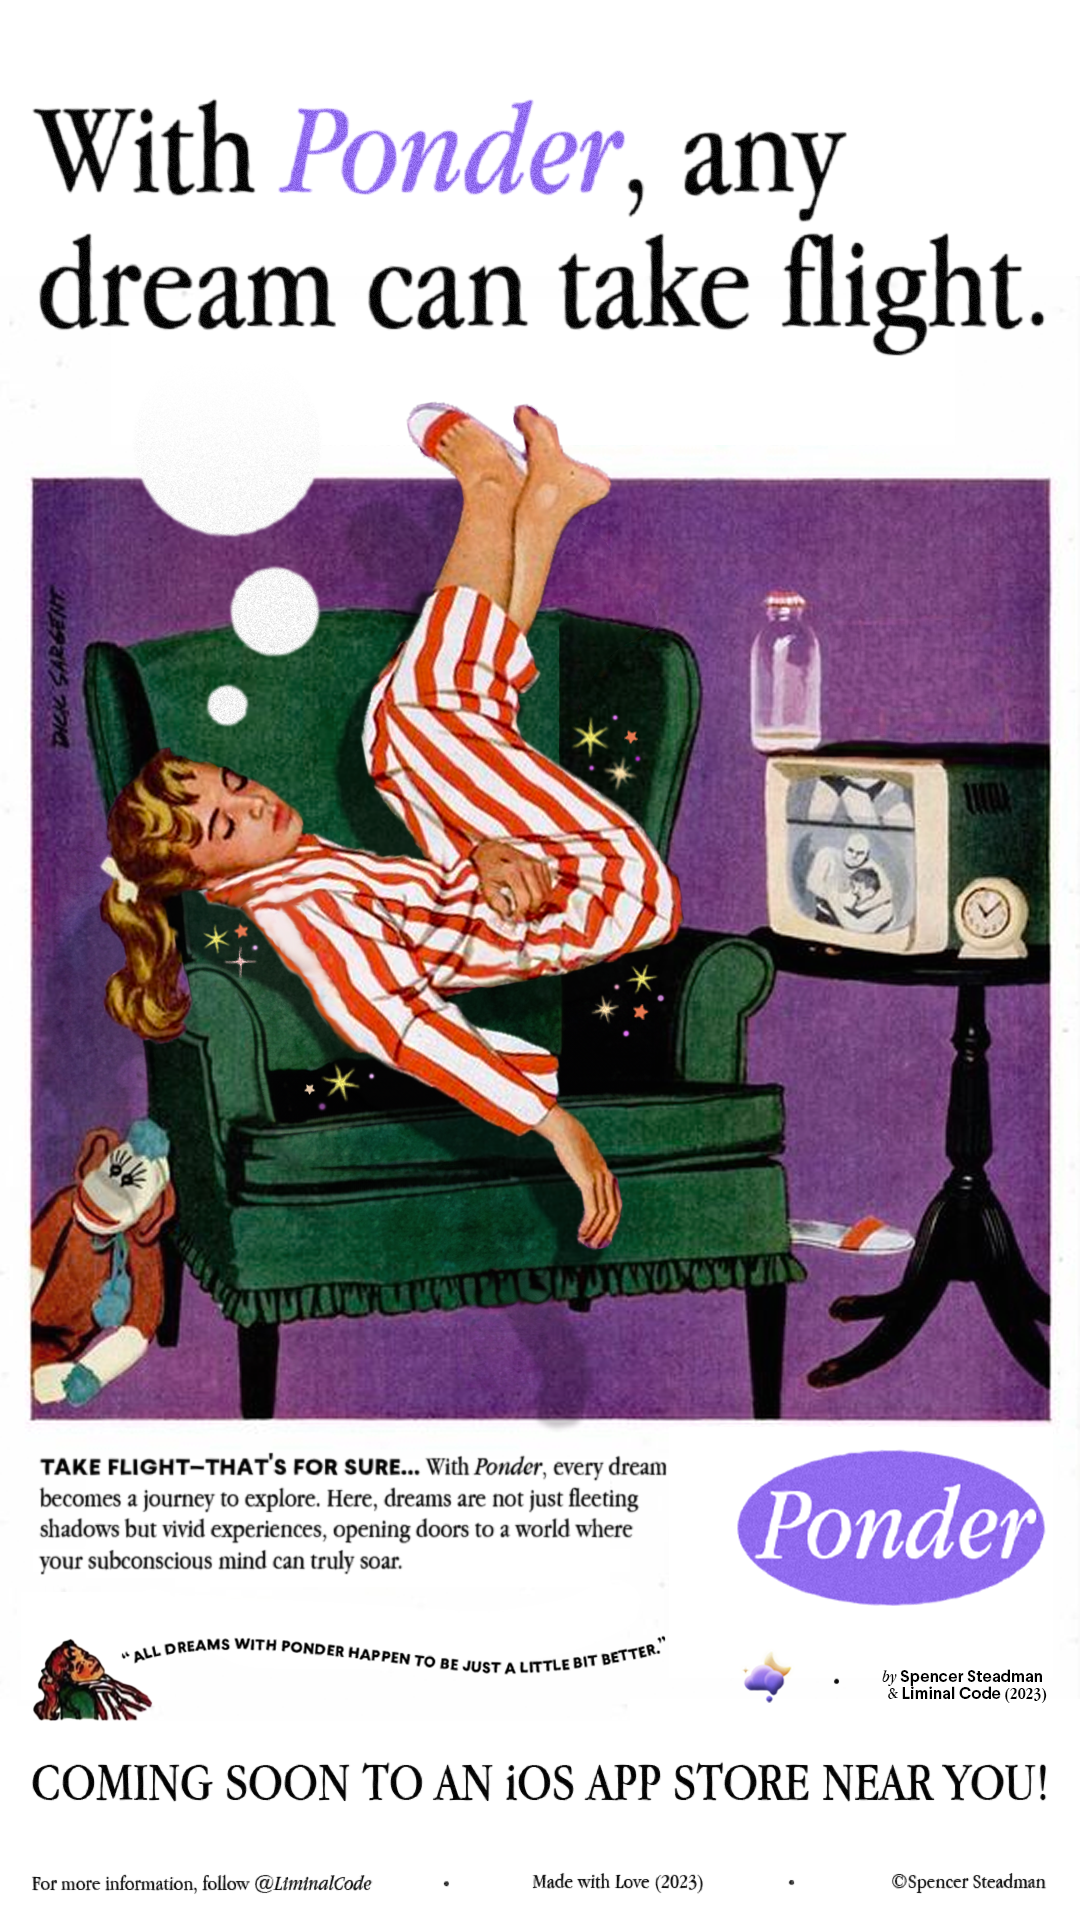 With Ponder, any
dream can take flight.
DICK SARGENT
TAKE FLIGHT—THAT'S FOR SURE... With Ponder, every dream
becomes a journey to explore. Here, dreams are not just fleeting
shadows but vivid experiences, opening doors to a world where
your subconscious mind can truly soar.
Ponder
“ALL DREAMS WITH PONDER HAPPEN TO BE JUST A LITTLE BIT BETTER.”
• by Spencer Steadman
& Liminal Code (2023)
COMING SOON TO AN iOS APP STORE NEAR YOU!
For more information, follow @LiminalCode • Made with Love (2023) • ©Spencer Steadman